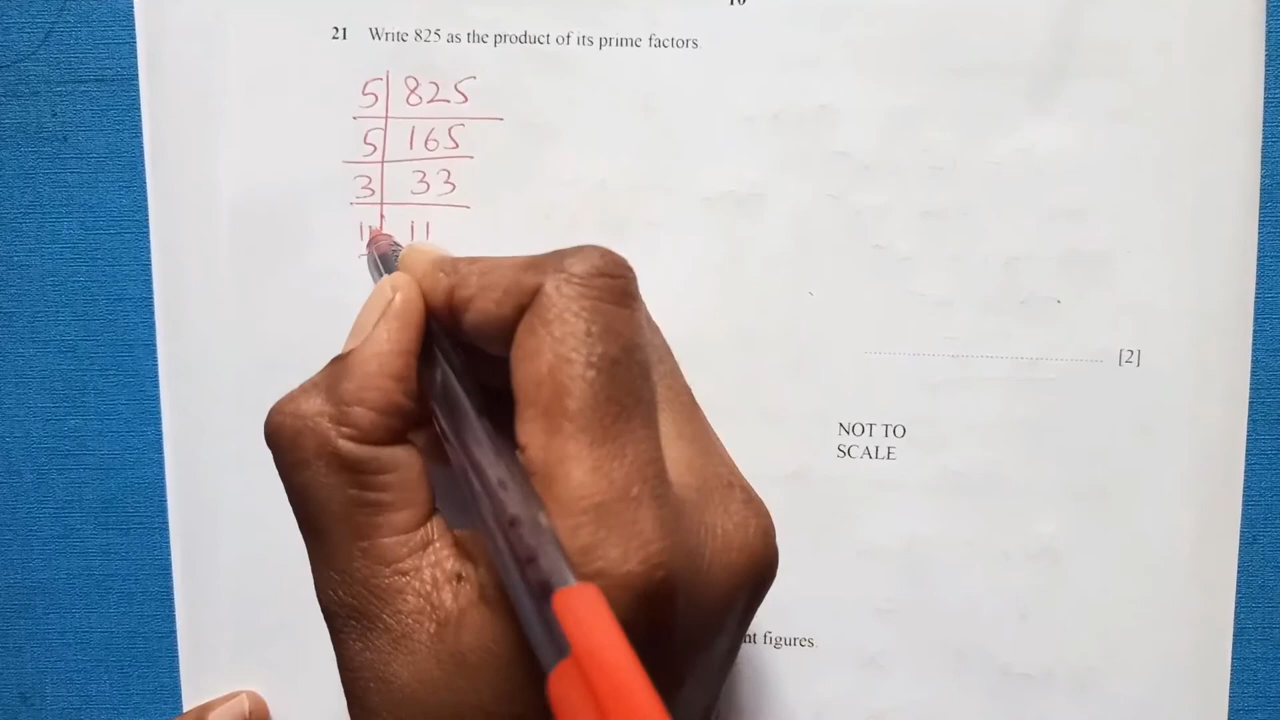 21 Write 825 as the product of its prime factors.
5 825
5 165
3 33
11 11
[2]
NOT TO
SCALE
figures.